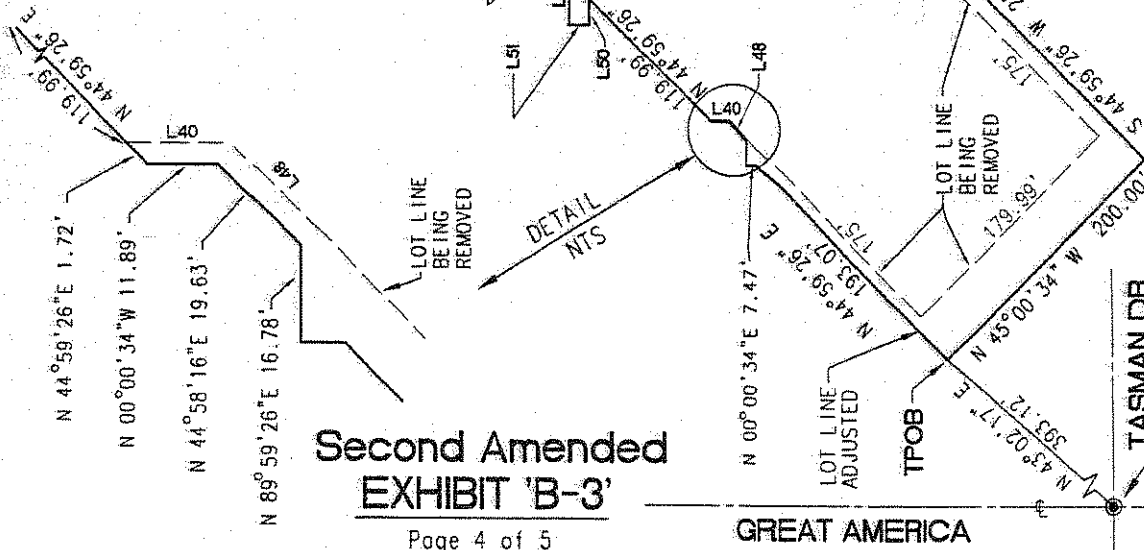 119.99'
N 44°59'26" E
L40
L48
N 44°59'26"E 1.72'
N 00°00'34"W 11.89'
N 44°58'16"E 19.63'
N 89°59'26"E 16.78'
LOT LINE
BEING
REMOVED
DETAIL
NTS
L51
L50
119.99'
N 44°59'26"
L40
L48
N 00°00'34"E 7.47'
175'
N 44°59'26" E
193.07'
LOT LINE
BEING
REMOVED
175'
179.99'
S 44°59'26" W
N 45°00'34" W 200.00'
LOT LINE
ADJUSTED
TPOB
N 43°02'17" E
393.12'
TASMAN DR
GREAT AMERICA
Second Amended
EXHIBIT 'B-3'
Page 4 of 5